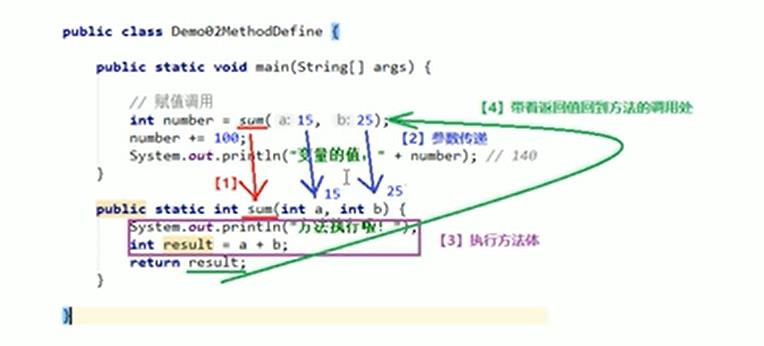 public class Demo02MethodDefine {
public static void main(String[] args) {
// 赋值调用
int number = sum( a: 15, b: 25);
【4】带着返回值回到方法的调用处
number += 100;
【2】参数传递
System.out.println("变量的值：" + number); // 140
}
【1】
15
25
public static int sum(int a, int b) {
System.out.println("方法执行啦！");
int result = a + b;
【3】执行方法体
return result;
}
}